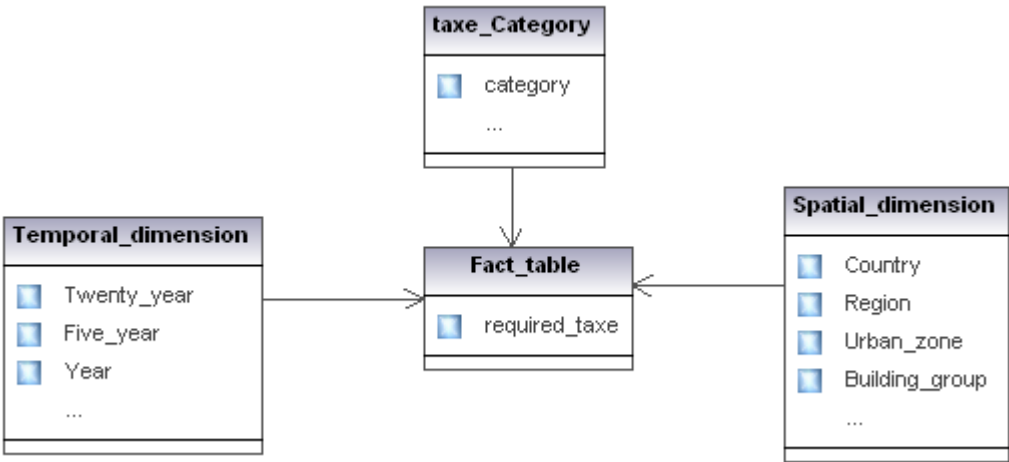 taxe_Category
category
...
Temporal_dimension
Twenty_year
Five_year
Year
...
Fact_table
required_taxe
Spatial_dimension
Country
Region
Urban_zone
Building_group
...